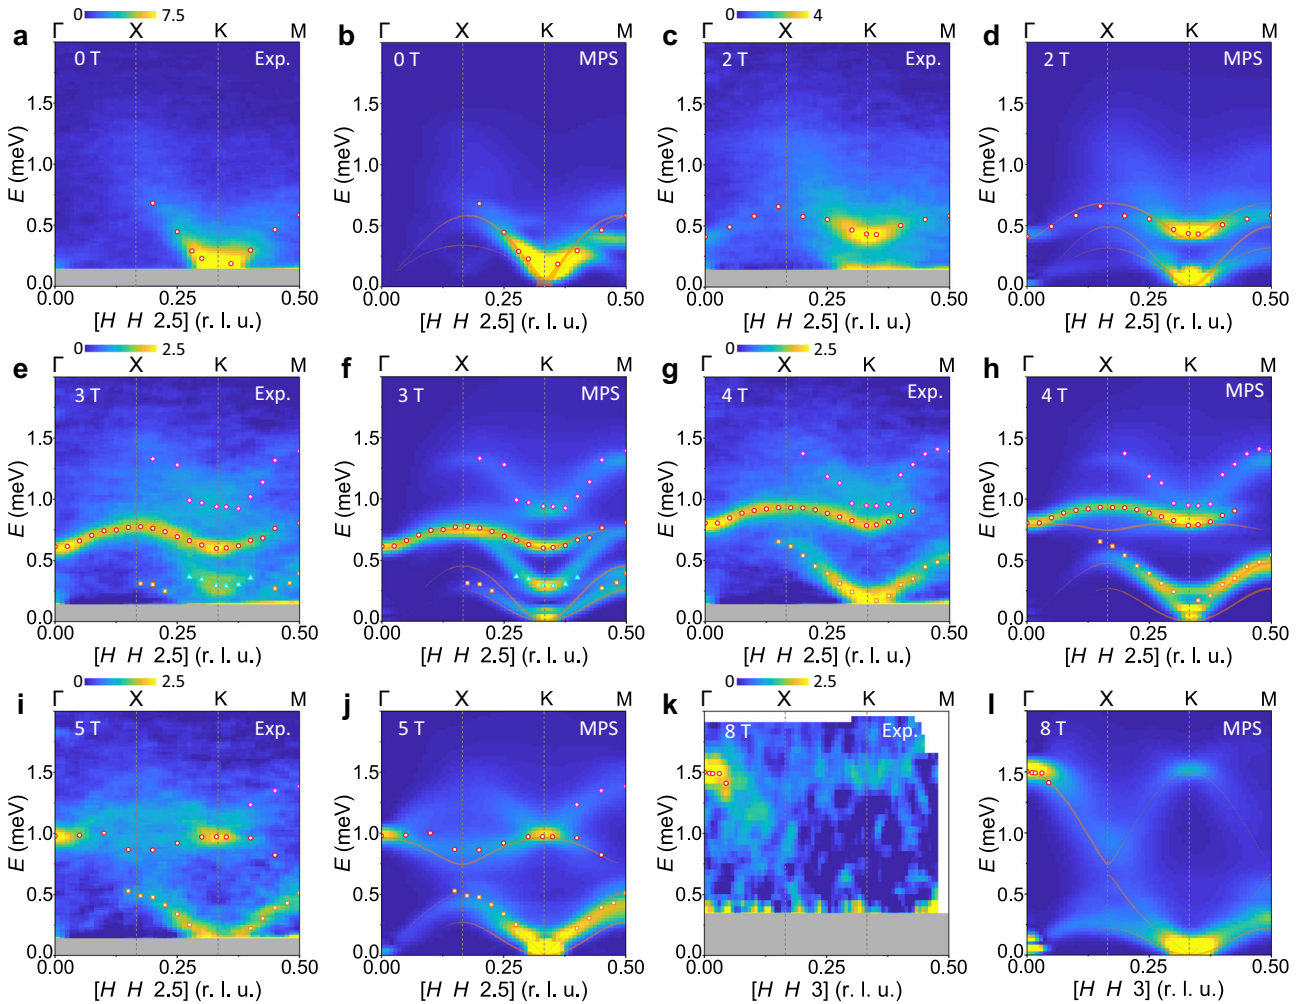 0 7.5 0 4
Γ X K M Γ X K M Γ X K M Γ X K M
a 0 T Exp. b 0 T MPS c 2 T Exp. d 2 T MPS
E (meV) 1.5 1.0 0.5 0.0
E (meV) 1.5 1.0 0.5 0.0
E (meV) 1.5 1.0 0.5 0.0
E (meV) 1.5 1.0 0.5 0.0
0.00 0.25 0.50 0.00 0.25 0.50 0.00 0.25 0.50 0.00 0.25 0.50
[H H 2.5] (r. l. u.) [H H 2.5] (r. l. u.) [H H 2.5] (r. l. u.) [H H 2.5] (r. l. u.)
0 2.5 0 2.5
e 3 T Exp. f 3 T MPS g 4 T Exp. h 4 T MPS
E (meV) 1.5 1.0 0.5 0.0
E (meV) 1.5 1.0 0.5 0.0
E (meV) 1.5 1.0 0.5 0.0
E (meV) 1.5 1.0 0.5 0.0
0.00 0.25 0.50 0.00 0.25 0.50 0.00 0.25 0.50 0.00 0.25 0.50
[H H 2.5] (r. l. u.) [H H 2.5] (r. l. u.) [H H 2.5] (r. l. u.) [H H 2.5] (r. l. u.)
0 2.5 0 2.5
Γ X K M Γ X K M Γ X K M Γ X K M
i 5 T Exp. j 5 T MPS k 8 T Exp. l 8 T MPS
E (meV) 1.5 1.0 0.5 0.0
E (meV) 1.5 1.0 0.5 0.0
E (meV) 1.5 1.0 0.5 0.0
E (meV) 1.5 1.0 0.5 0.0
0.00 0.25 0.50 0.00 0.25 0.50 0.00 0.25 0.50 0.00 0.25 0.50
[H H 2.5] (r. l. u.) [H H 2.5] (r. l. u.) [H H 3] (r. l. u.) [H H 3] (r. l. u.)